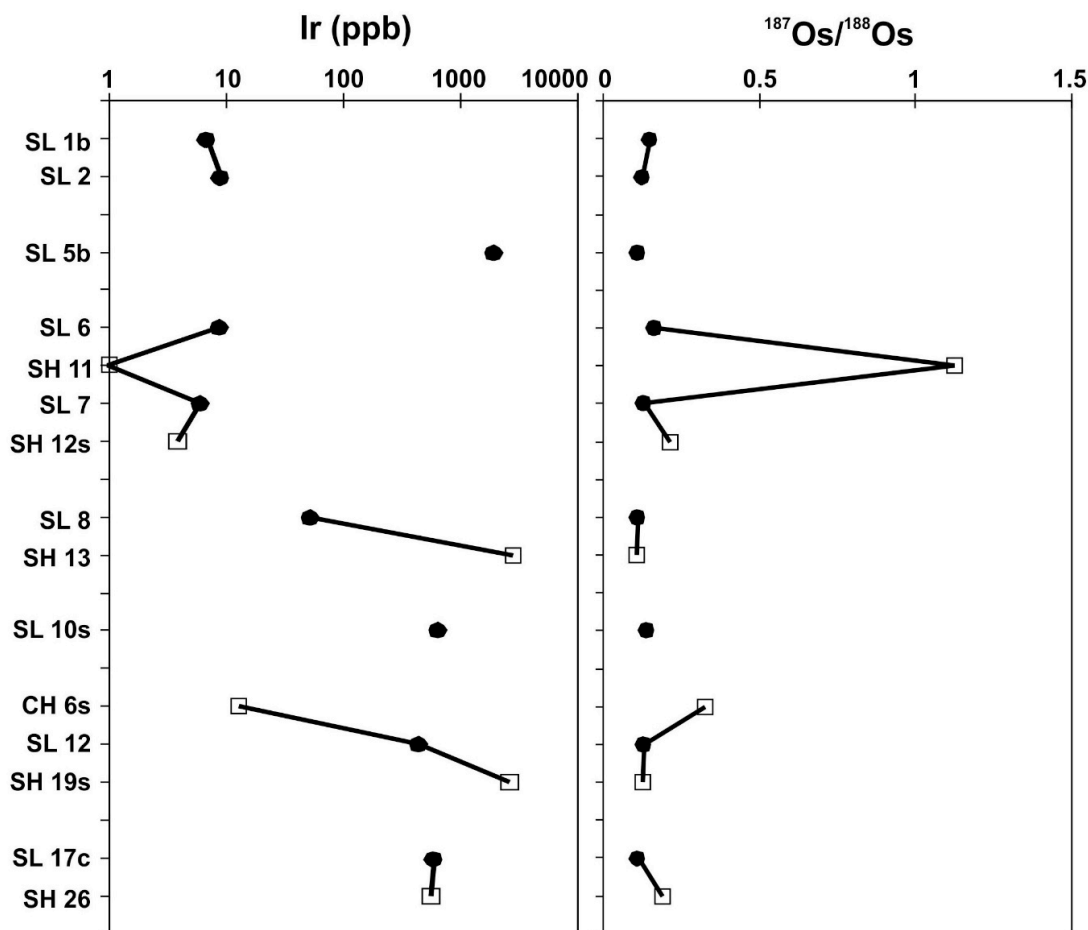 Ir (ppb) ¹⁸⁷Os/¹⁸⁸Os
1 10 100 1000 10000 0 0.5 1 1.5
SL 1b
SL 2
SL 5b
SL 6
SH 11
SL 7
SH 12s
SL 8
SH 13
SL 10s
CH 6s
SL 12
SH 19s
SL 17c
SH 26